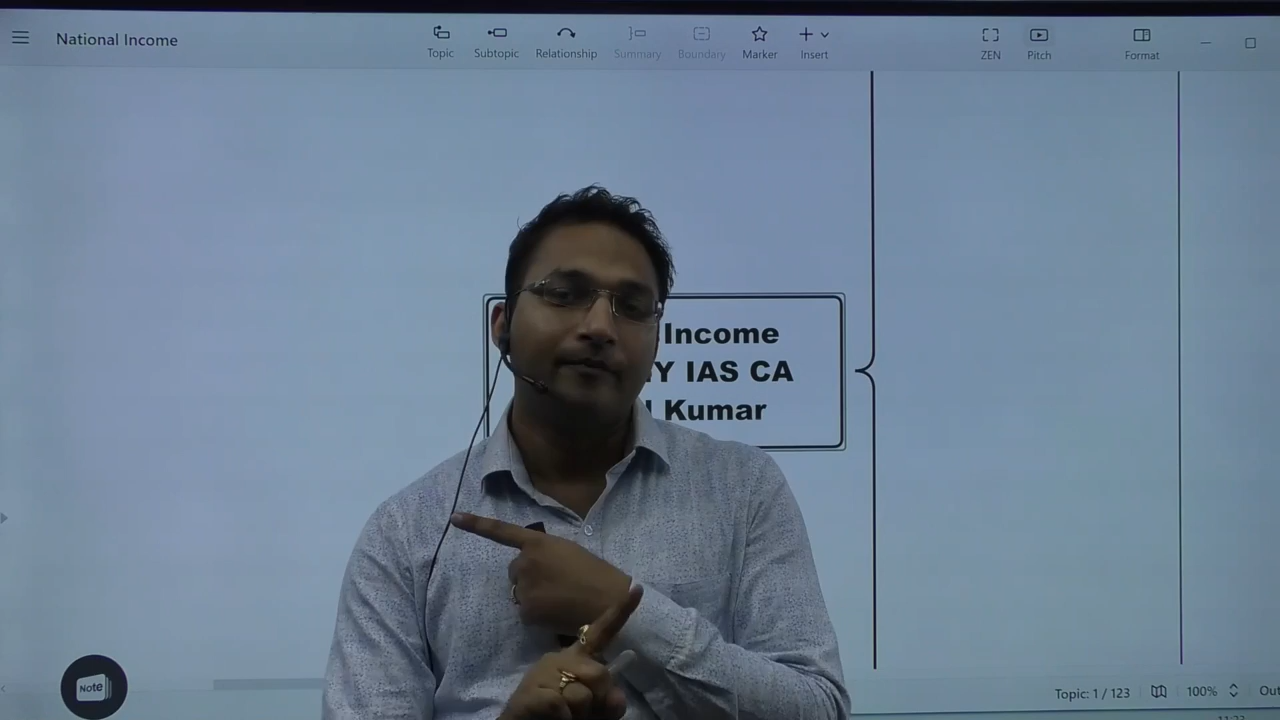 National Income
Topic
Subtopic
Relationship
Summary
Boundary
Marker
Insert
ZEN
Pitch
Format
Income
Y IAS CA
Kumar
Note
Topic: 1 / 123
100%